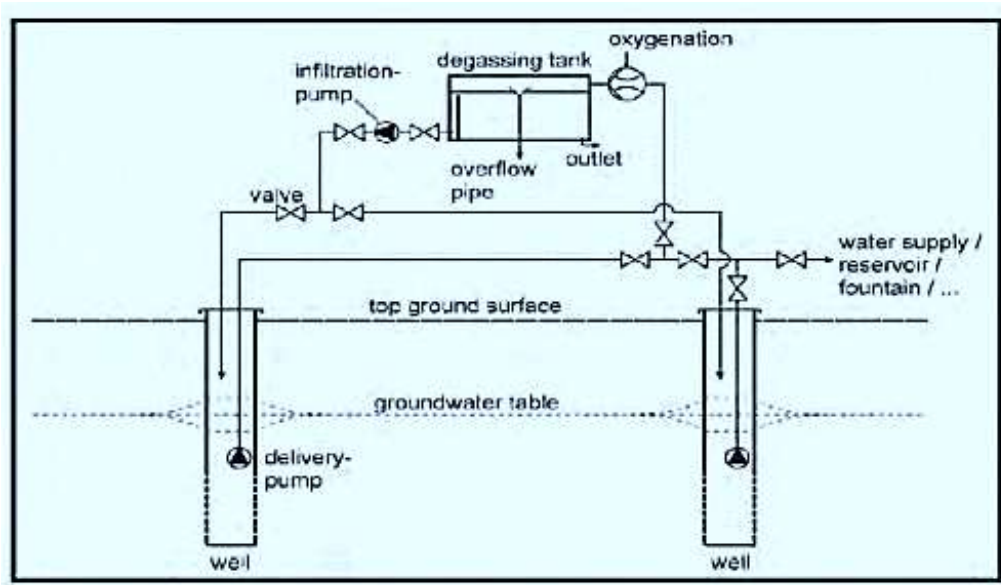 oxygenation
degassing tank
infiltration-
pump
overflow
pipe
outlet
valve
water supply /
reservoir /
fountain / ...
top ground surface
groundwater table
delivery-
pump
well
well